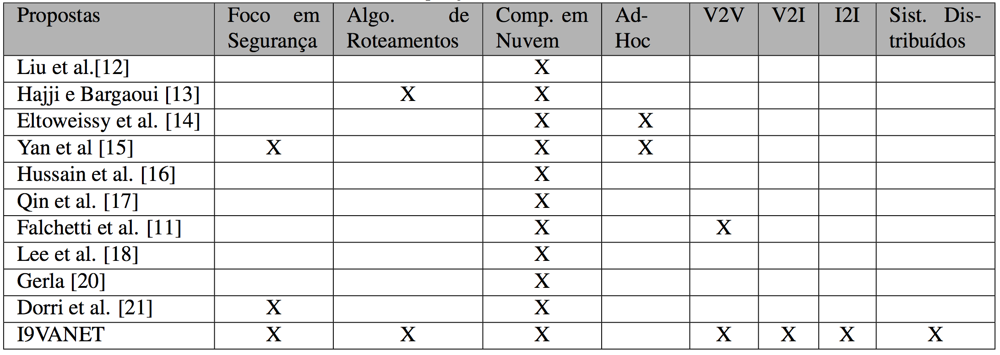 Propostas Foco em Segurança Algo. de Roteamentos Comp. em Nuvem Ad-Hoc V2V V2I I2I Sist. Dis-tribuídos
Liu et al.[12] X
Hajji e Bargaoui [13] X X
Eltoweissy et al. [14] X X
Yan et al [15] X X X
Hussain et al. [16] X
Qin et al. [17] X
Falchetti et al. [11] X X
Lee et al. [18] X
Gerla [20] X
Dorri et al. [21] X X
I9VANET X X X X X X X